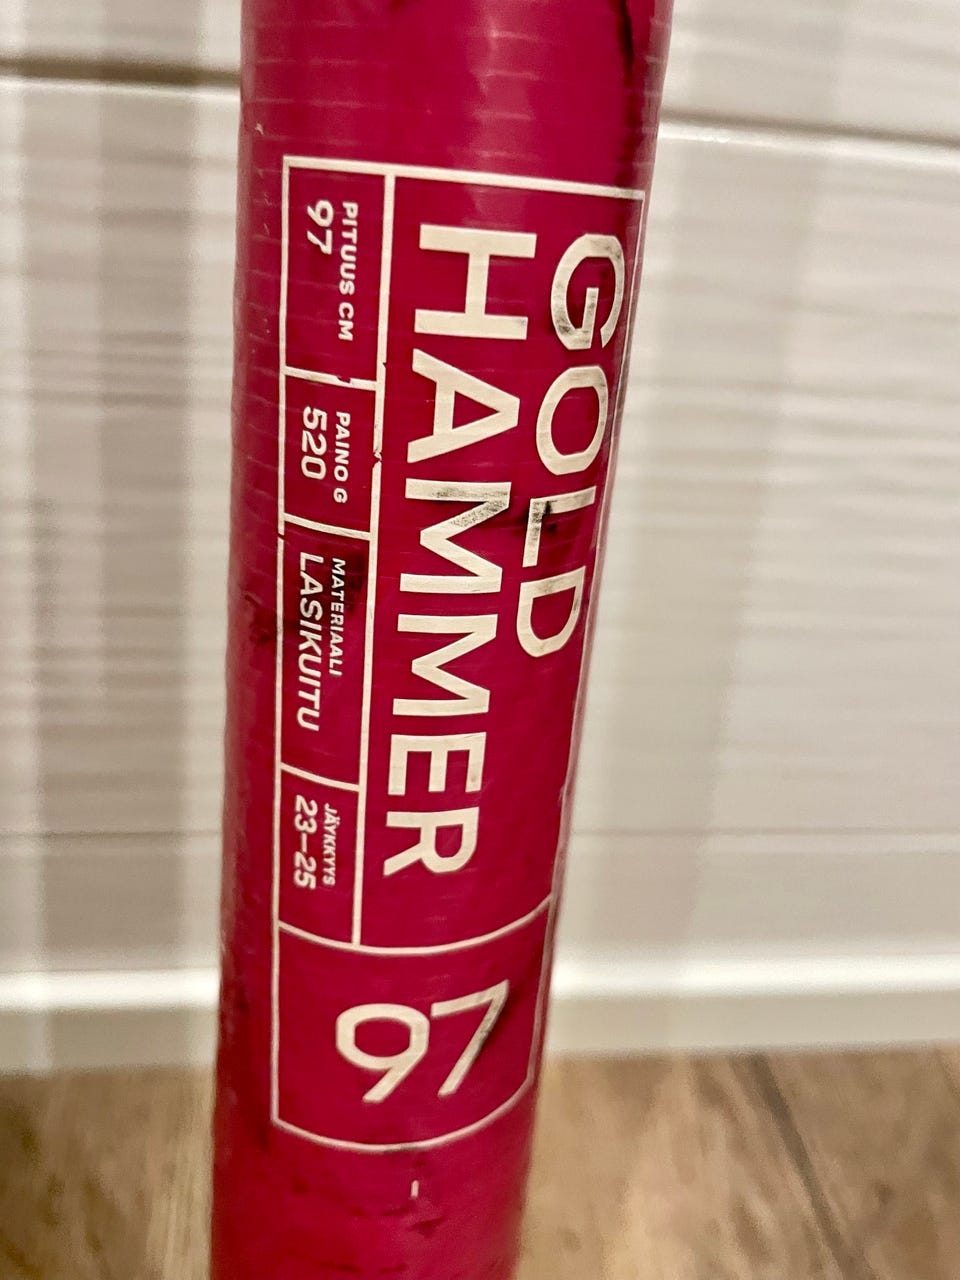 GOLD
HAMMER
PITUUS CM
97
PAINO G
520
MATERIAALI
LASIKUITU
JÄYKKYYS
23–25
97